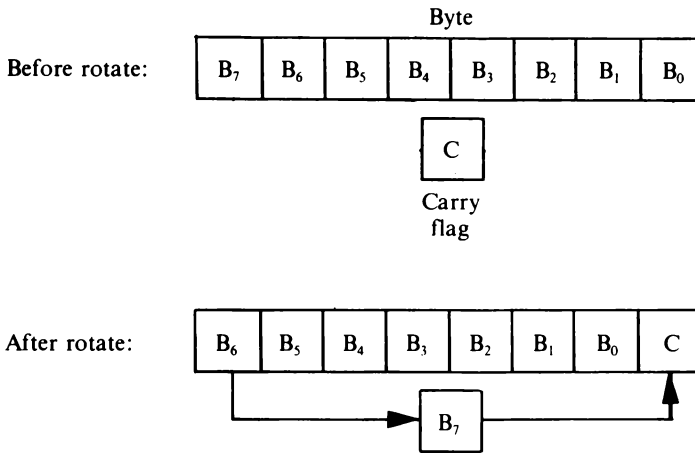 Byte
Before rotate: B₇ B₆ B₅ B₄ B₃ B₂ B₁ B₀
C
Carry
flag
After rotate: B₆ B₅ B₄ B₃ B₂ B₁ B₀ C
B₇